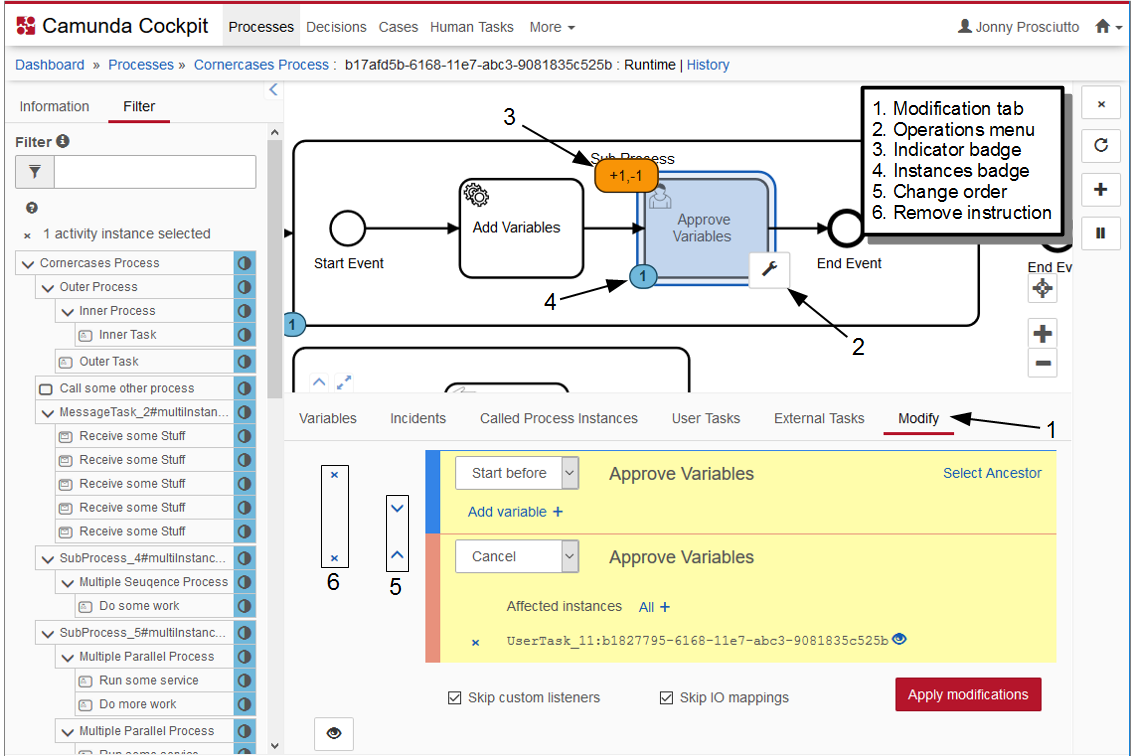 Camunda Cockpit Processes Decisions Cases Human Tasks More Jonny Prosciutto
Dashboard » Processes » Cornercases Process : b17afd5b-6168-11e7-abc3-9081835c525b : Runtime | History
Information Filter
Filter
1 activity instance selected
Cornercases Process
Outer Process
Inner Process
Inner Task
Outer Task
Call some other process
MessageTask_2#multiInstanc...
Receive some Stuff
Receive some Stuff
Receive some Stuff
Receive some Stuff
Receive some Stuff
SubProcess_4#multiInstanc...
Multiple Seuqence Process
Do some work
SubProcess_5#multiInstanc...
Multiple Parallel Process
Run some service
Do more work
Multiple Parallel Process
Run some service
3
Sub Process
+1,-1
Start Event
Add Variables
Approve
Variables
End Event
End Ev
1
1
4
2
1. Modification tab
2. Operations menu
3. Indicator badge
4. Instances badge
5. Change order
6. Remove instruction
Variables Incidents Called Process Instances User Tasks External Tasks Modify
1
Start before Approve Variables Select Ancestor
Add variable +
Cancel Approve Variables
Affected instances All +
UserTask_11:b1827795-6168-11e7-abc3-9081835c525b
6
5
Skip custom listeners Skip IO mappings Apply modifications